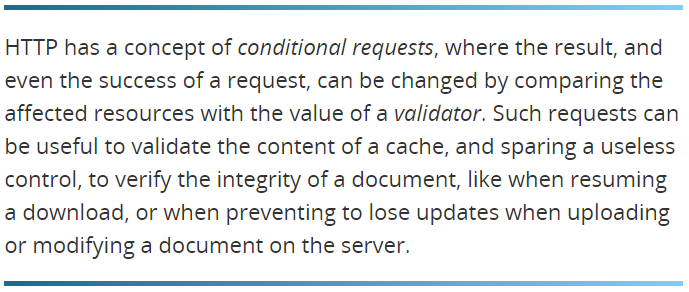 HTTP has a concept of conditional requests, where the result, and
even the success of a request, can be changed by comparing the
affected resources with the value of a validator. Such requests can
be useful to validate the content of a cache, and sparing a useless
control, to verify the integrity of a document, like when resuming
a download, or when preventing to lose updates when uploading
or modifying a document on the server.